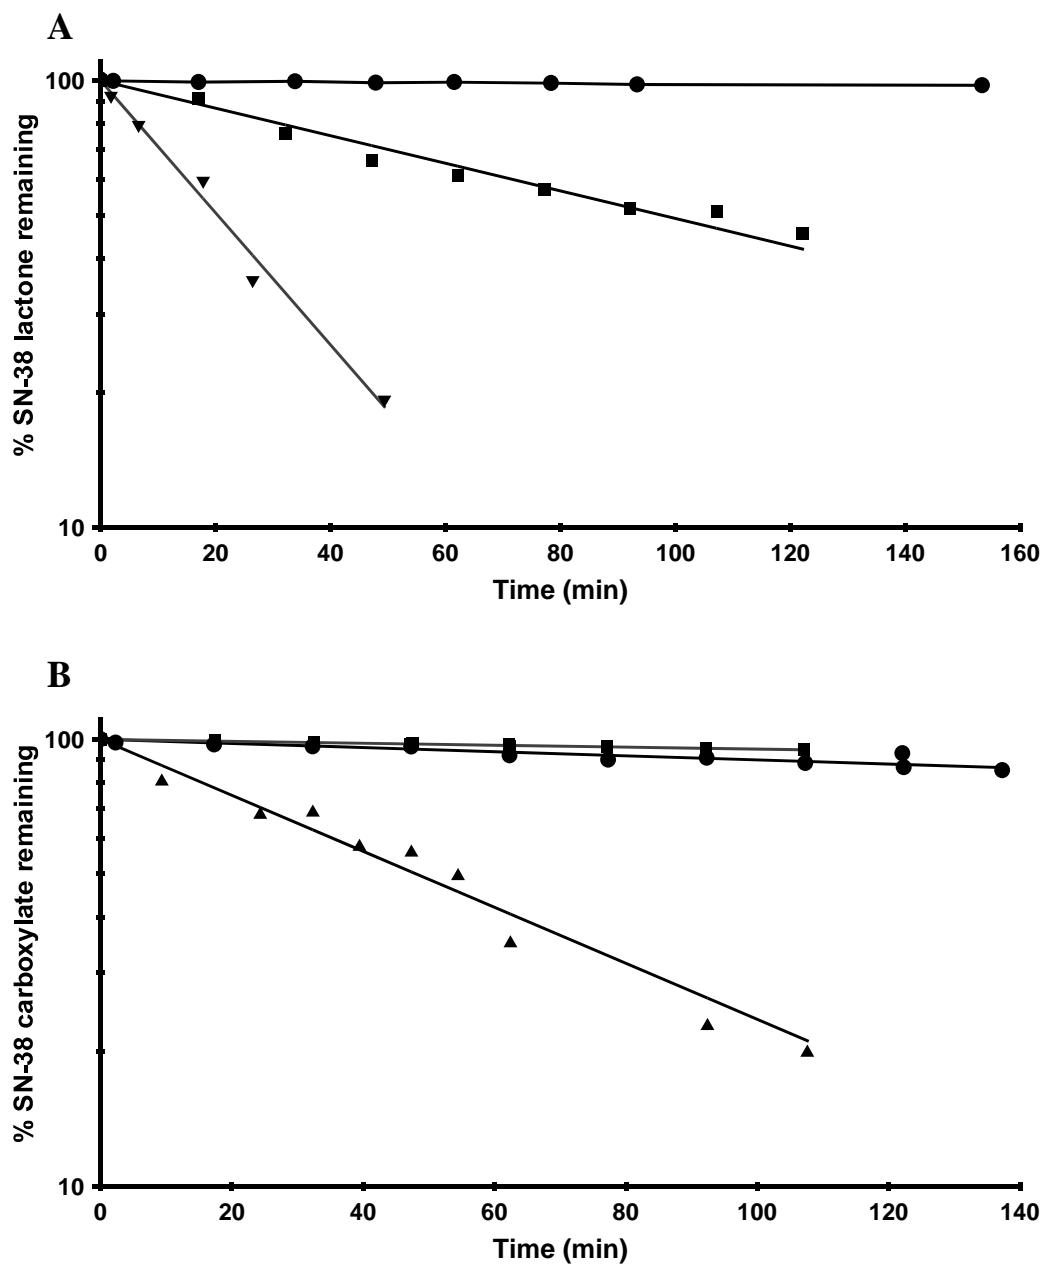 A
% SN-38 lactone remaining
100
10
0 20 40 60 80 100 120 140 160
Time (min)
B
% SN-38 carboxylate remaining
100
10
0 20 40 60 80 100 120 140
Time (min)